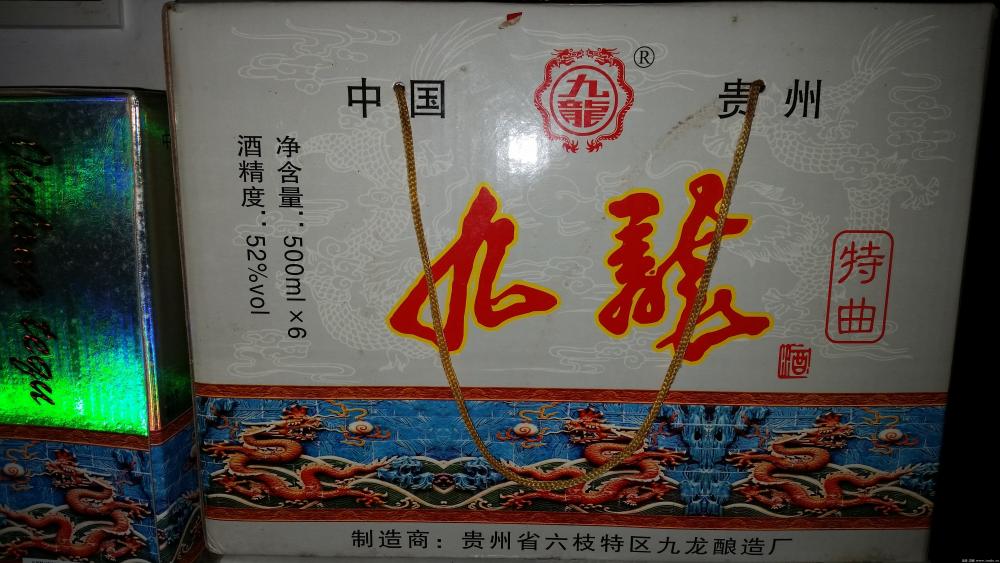 中国
九龍
®
贵州
净含量：500ml×6
酒精度：52%vol
九龍
特曲
酒
制造商：贵州省六枝特区九龙酿造厂
tequ